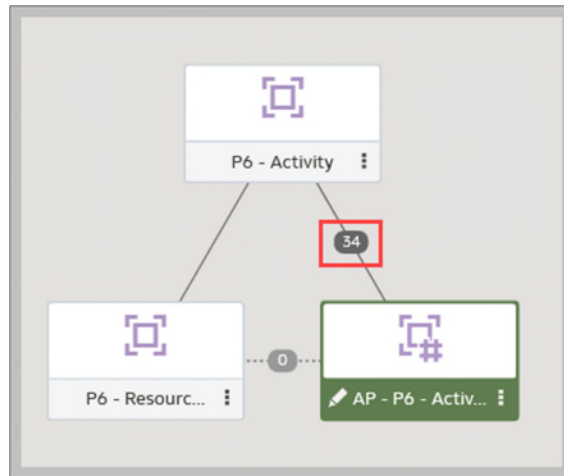 P6 - Activity
34
0
P6 - Resourc...
AP - P6 - Activ...